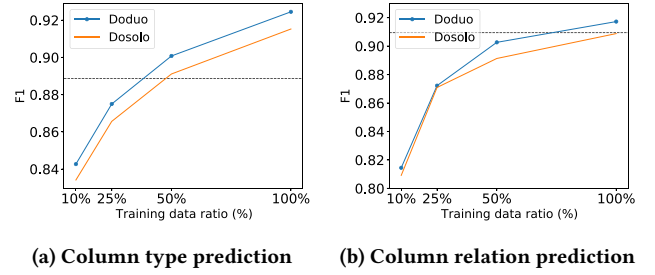 0.92
0.90
0.88
0.86
0.84
F1
Doduo
Dosolo
10% 25% 50% 100%
Training data ratio (%)
(a) Column type prediction
0.92
0.90
0.88
0.86
0.84
0.82
0.80
F1
Doduo
Dosolo
10% 25% 50% 100%
Training data ratio (%)
(b) Column relation prediction